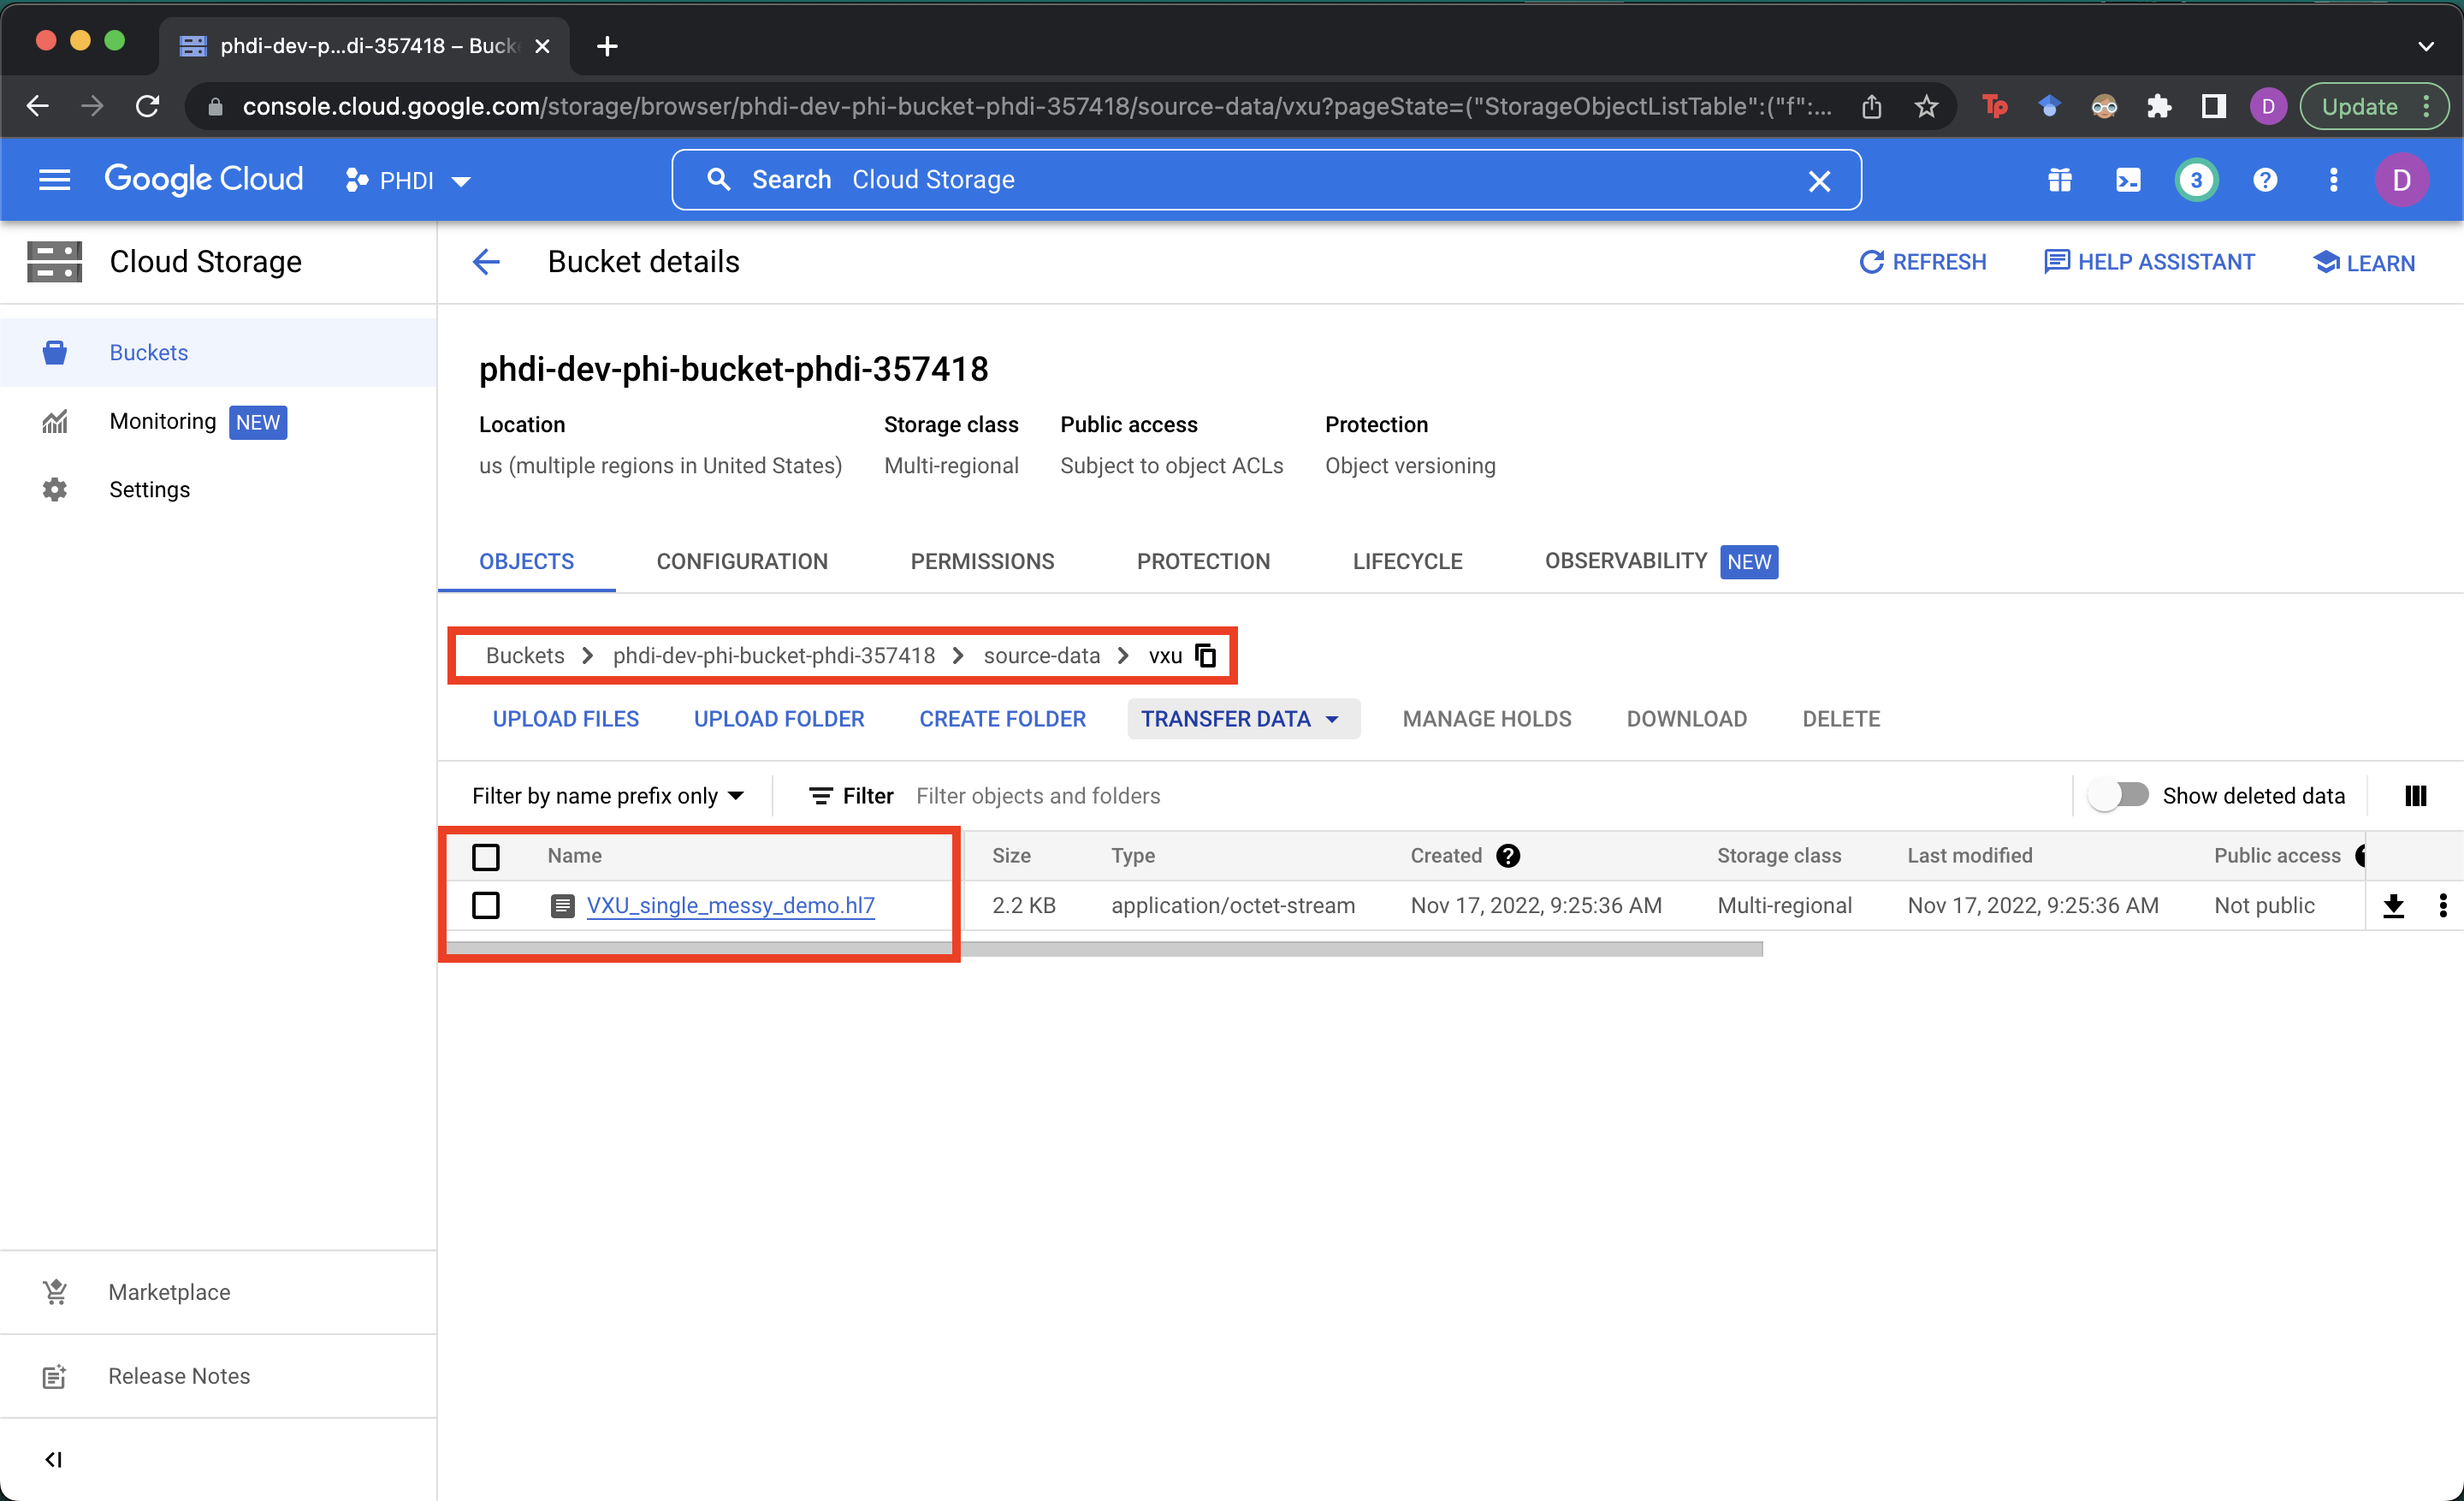 phdi-dev-p...di-357418 – Buck
console.cloud.google.com/storage/browser/phdi-dev-phi-bucket-phdi-357418/source-data/vxu?pageState=("StorageObjectListTable":("f":...
Tp
D
Update
Google Cloud
PHDI
Search Cloud Storage
3
D
Cloud Storage
Bucket details
REFRESH
HELP ASSISTANT
LEARN
Buckets
Monitoring NEW
Settings
phdi-dev-phi-bucket-phdi-357418
Location Storage class Public access Protection
us (multiple regions in United States) Multi-regional Subject to object ACLs Object versioning
OBJECTS CONFIGURATION PERMISSIONS PROTECTION LIFECYCLE OBSERVABILITY NEW
Buckets > phdi-dev-phi-bucket-phdi-357418 > source-data > vxu
UPLOAD FILES UPLOAD FOLDER CREATE FOLDER TRANSFER DATA MANAGE HOLDS DOWNLOAD DELETE
Filter by name prefix only Filter Filter objects and folders Show deleted data
Name Size Type Created Storage class Last modified Public access
VXU_single_messy_demo.hl7 2.2 KB application/octet-stream Nov 17, 2022, 9:25:36 AM Multi-regional Nov 17, 2022, 9:25:36 AM Not public
Marketplace
Release Notes